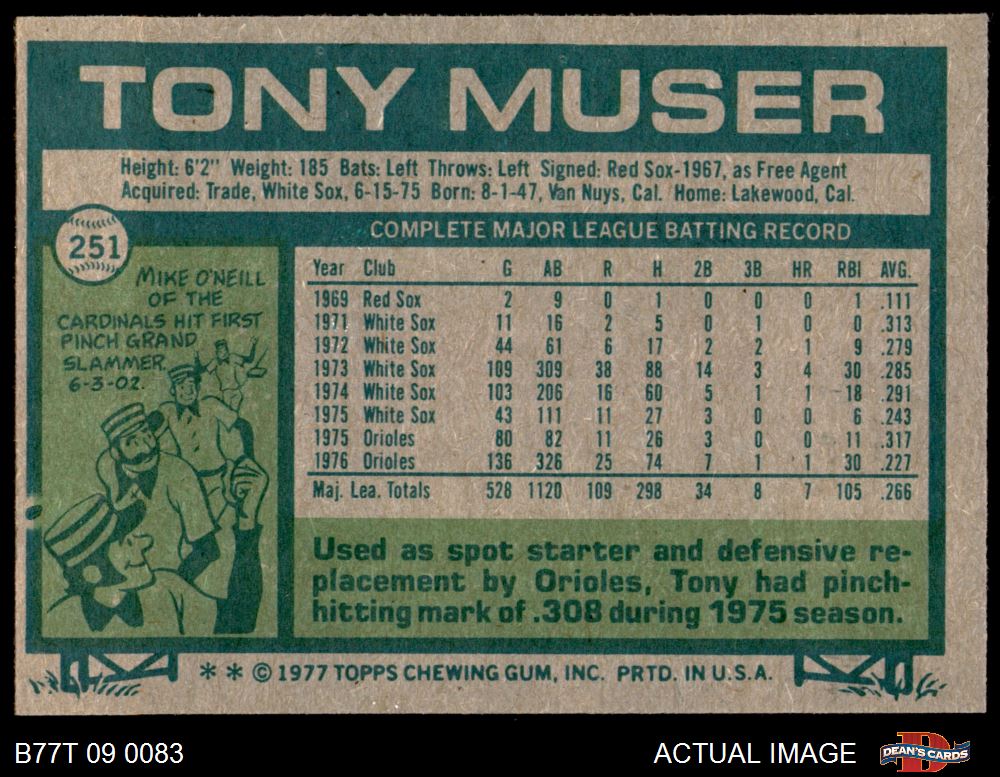 TONY MUSER
Height: 6'2" Weight: 185 Bats: Left Throws: Left Signed: Red Sox-1967, as Free Agent
Acquired: Trade, White Sox, 6-15-75 Born: 8-1-47, Van Nuys, Cal. Home: Lakewood, Cal.
251
MIKE O'NEILL
OF THE
CARDINALS HIT FIRST
PINCH GRAND
SLAMMER
6-3-02.
COMPLETE MAJOR LEAGUE BATTING RECORD
Year Club G AB R H 2B 3B HR RBI AVG.
1969 Red Sox 2 9 0 1 0 0 0 1 .111
1971 White Sox 11 16 2 5 0 1 0 0 .313
1972 White Sox 44 61 6 17 2 2 1 9 .279
1973 White Sox 109 309 38 88 14 3 4 30 .285
1974 White Sox 103 206 16 60 5 1 1 18 .291
1975 White Sox 43 111 11 27 3 0 0 6 .243
1975 Orioles 80 82 11 26 3 0 0 11 .317
1976 Orioles 136 326 25 74 7 1 1 30 .227
Maj. Lea. Totals 528 1120 109 298 34 8 7 105 .266
Used as spot starter and defensive re-
placement by Orioles, Tony had pinch-
hitting mark of .308 during 1975 season.
* * © 1977 TOPPS CHEWING GUM, INC. PRTD. IN U.S.A.
B77T 09 0083
ACTUAL IMAGE
DEAN'S CARDS